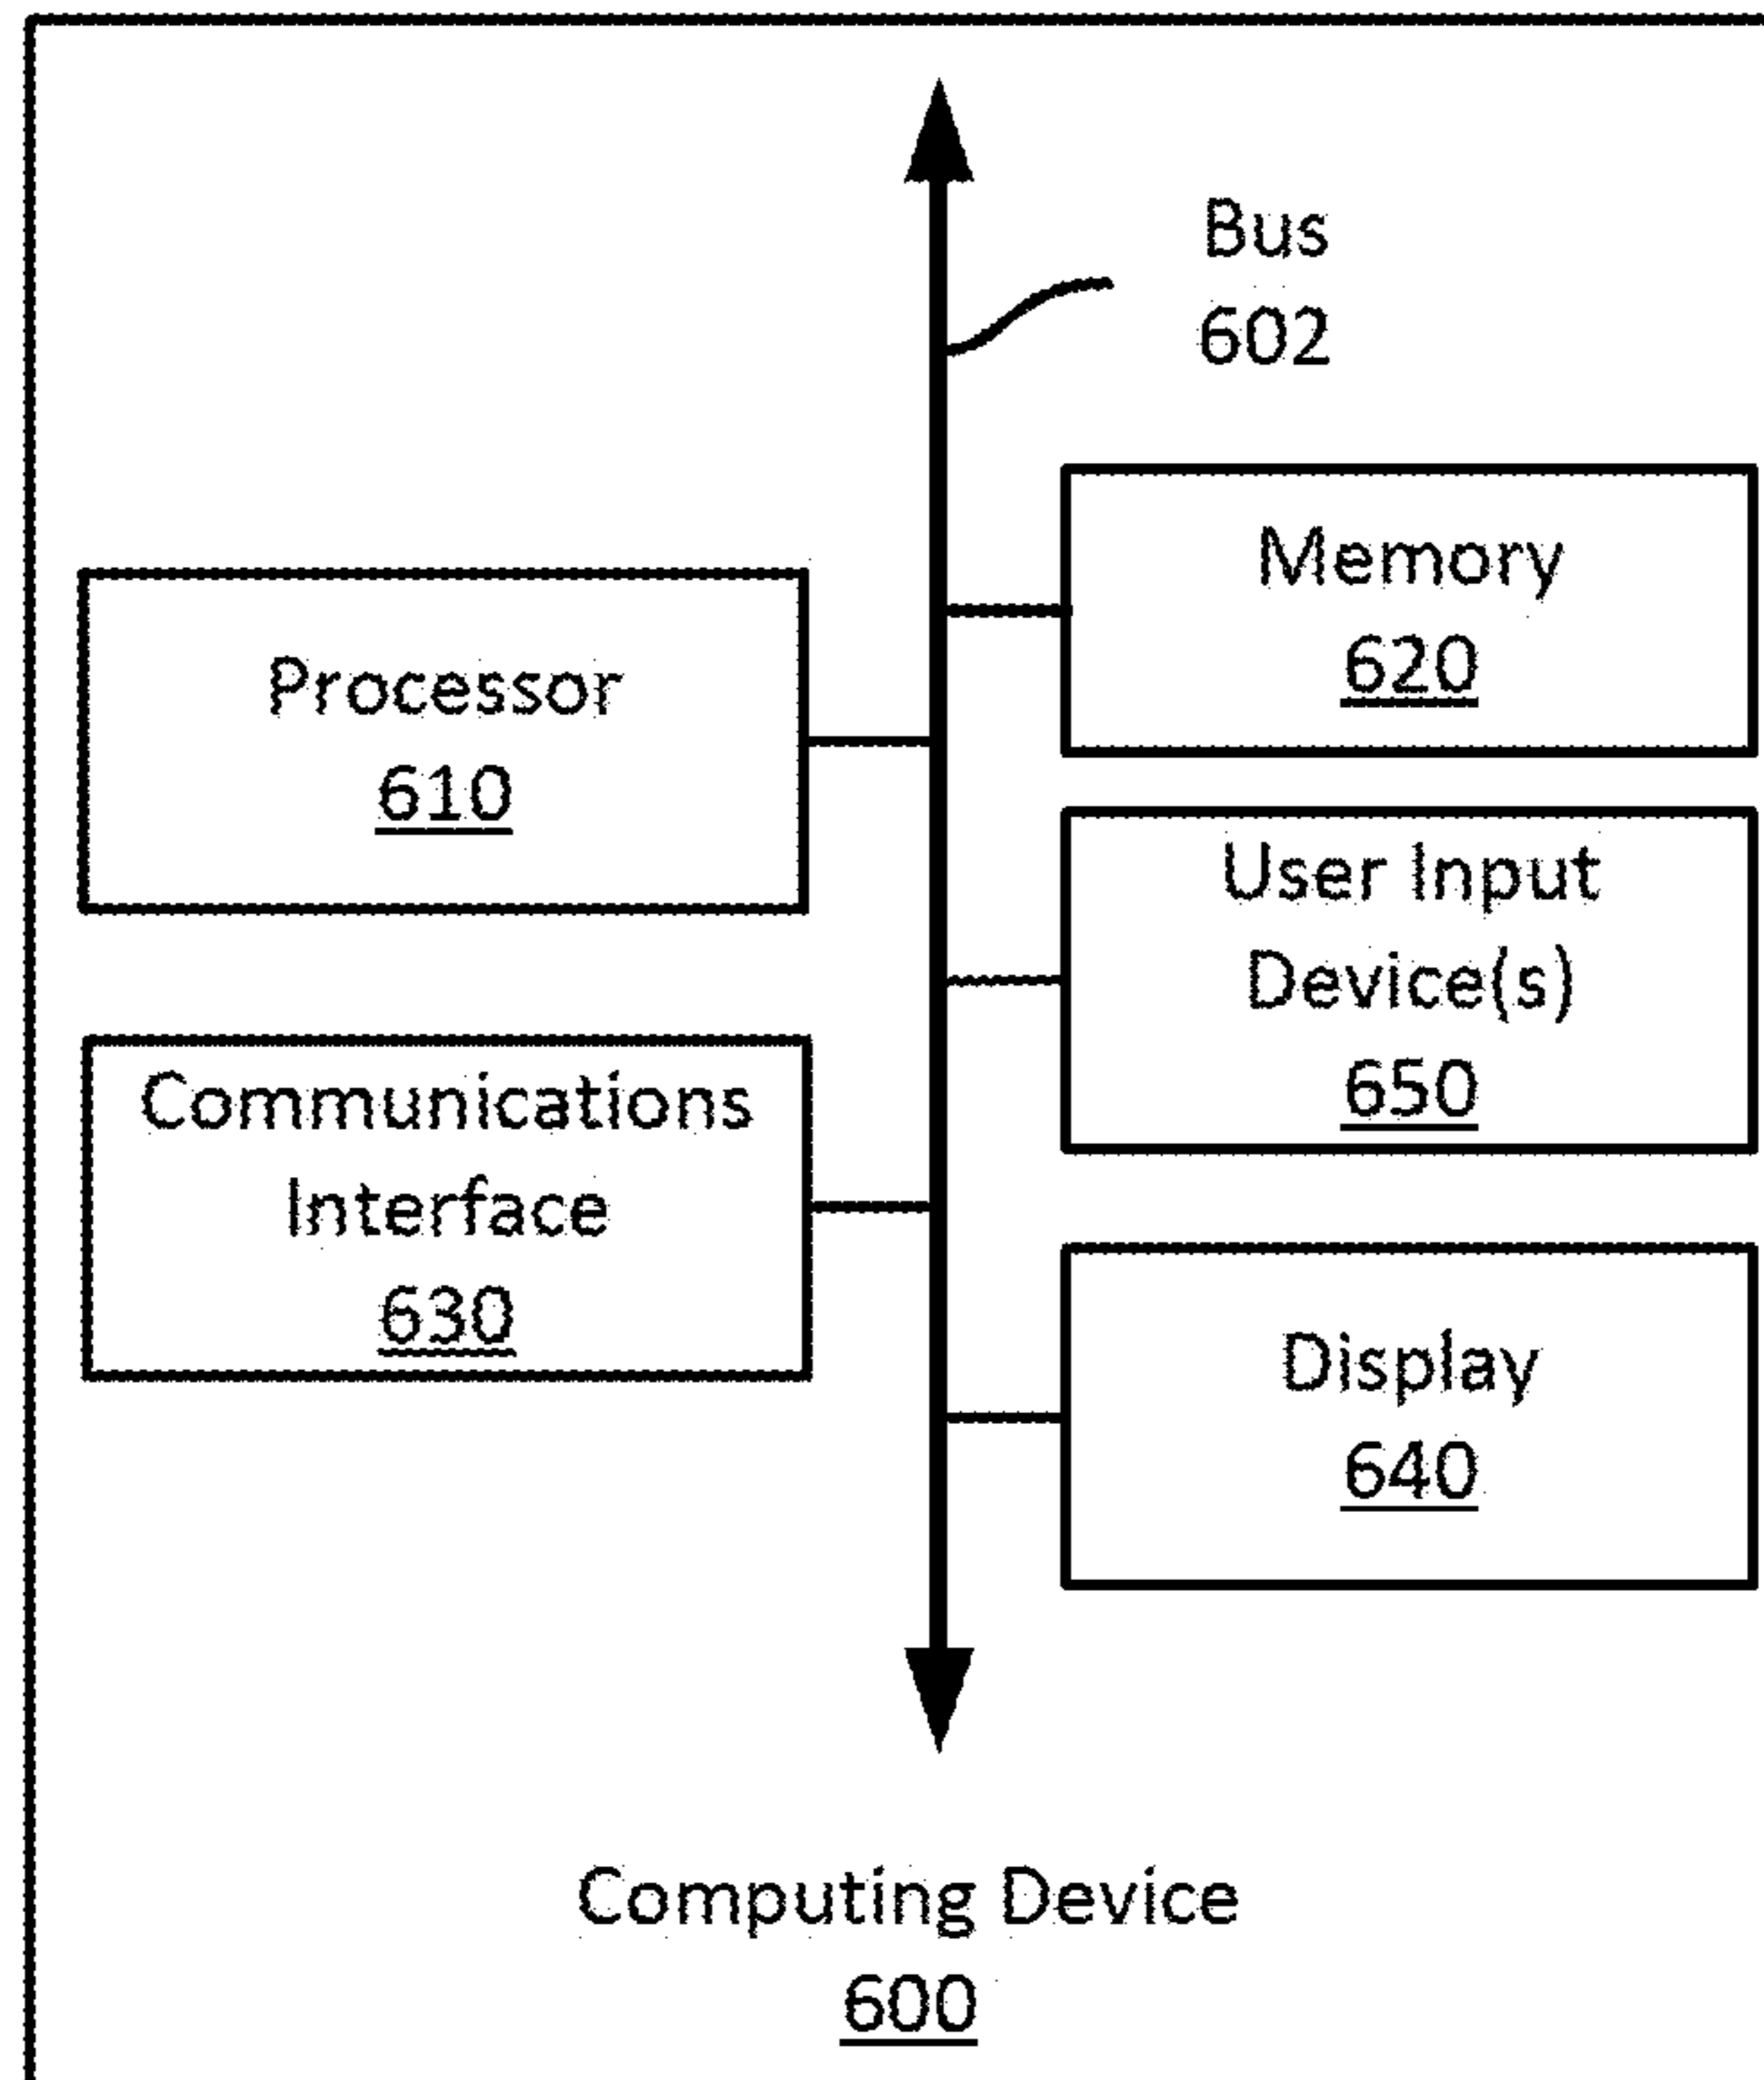 Bus
602
Memory
620
Processor
610
User Input
Device(s)
650
Communications
Interface
630
Display
640
Computing Device
600